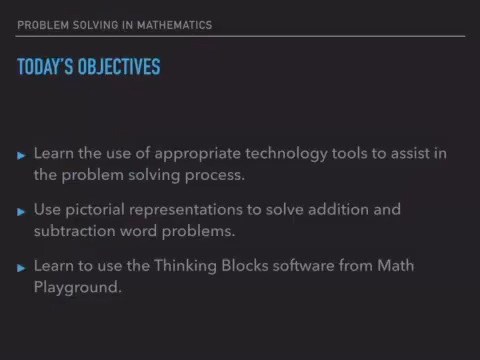 PROBLEM SOLVING IN MATHEMATICS
TODAY'S OBJECTIVES
▸ Learn the use of appropriate technology tools to assist in
the problem solving process.
▸ Use pictorial representations to solve addition and
subtraction word problems.
▸ Learn to use the Thinking Blocks software from Math
Playground.